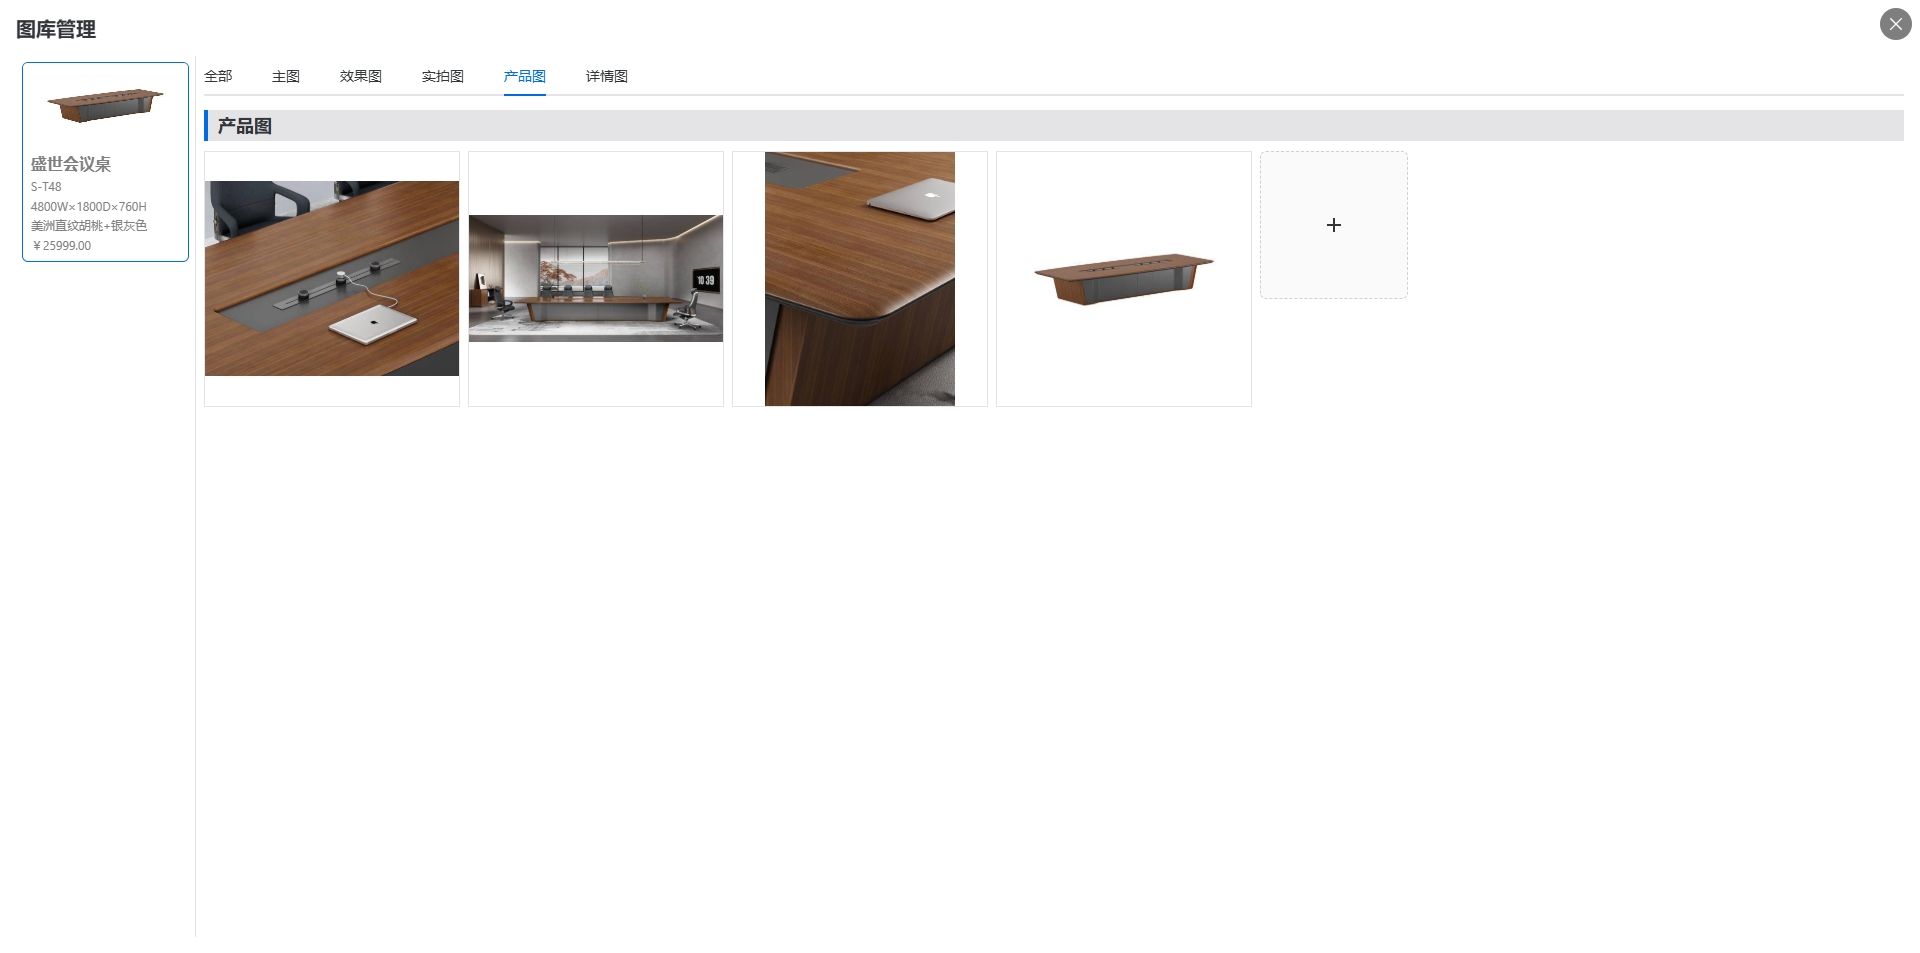 图库管理
盛世会议桌
S-T48
4800W×1800D×760H
美洲直纹胡桃+银灰色
￥25999.00
全部
主图
效果图
实拍图
产品图
详情图
产品图
10 39